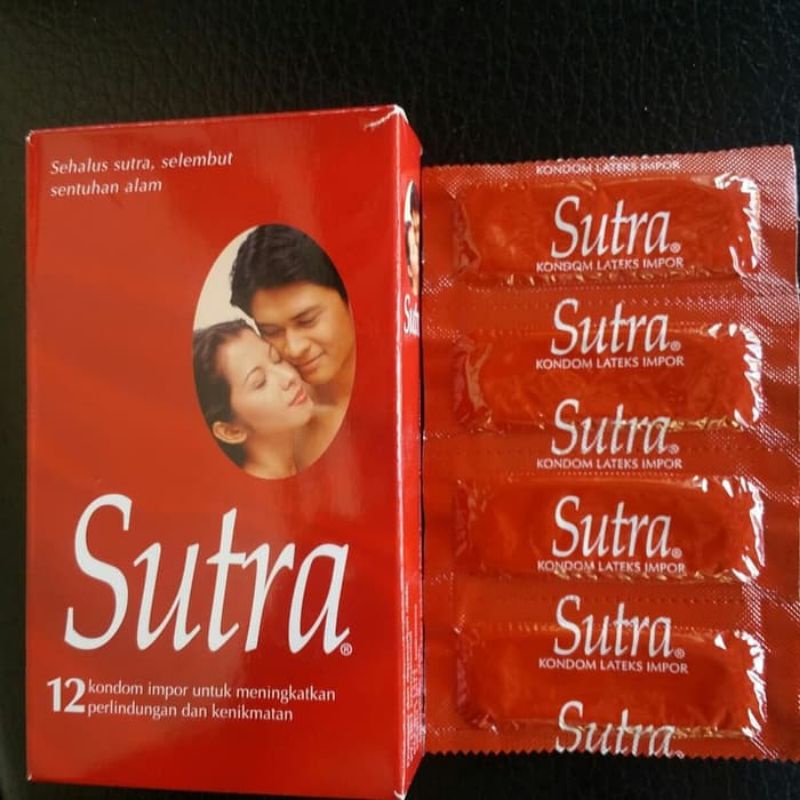 Sehalus sutra, selembut
sentuhan alam
Sutra®
12 kondom impor untuk meningkatkan
perlindungan dan kenikmatan
KONDOM LATEKS IMPOR
Sutra®
KONDOM LATEKS IMPOR
Sutra®
KONDOM LATEKS IMPOR
Sutra®
KONDOM LATEKS IMPOR
Sutra®
KONDOM LATEKS IMPOR
Sutra®
KONDOM LATEKS IMPOR
Sutra